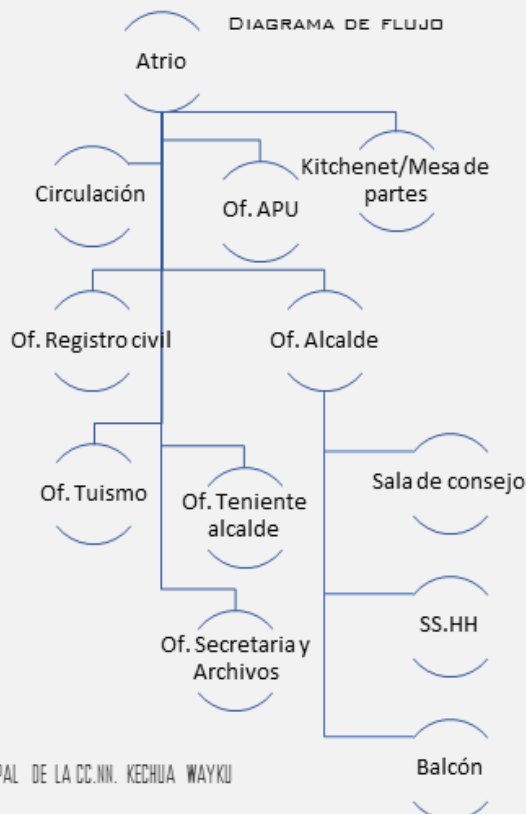 DIAGRAMA DE FLUJO
Atrio
Circulación
Of. APU
Kitchenet/Mesa de
partes
Of. Registro civil
Of. Alcalde
Of. Tuismo
Of. Teniente
alcalde
Sala de consejo
Of. Secretaria y
Archivos
SS.HH
Balcón
PAL DE LA CC.NN. KECHUA WAYKU